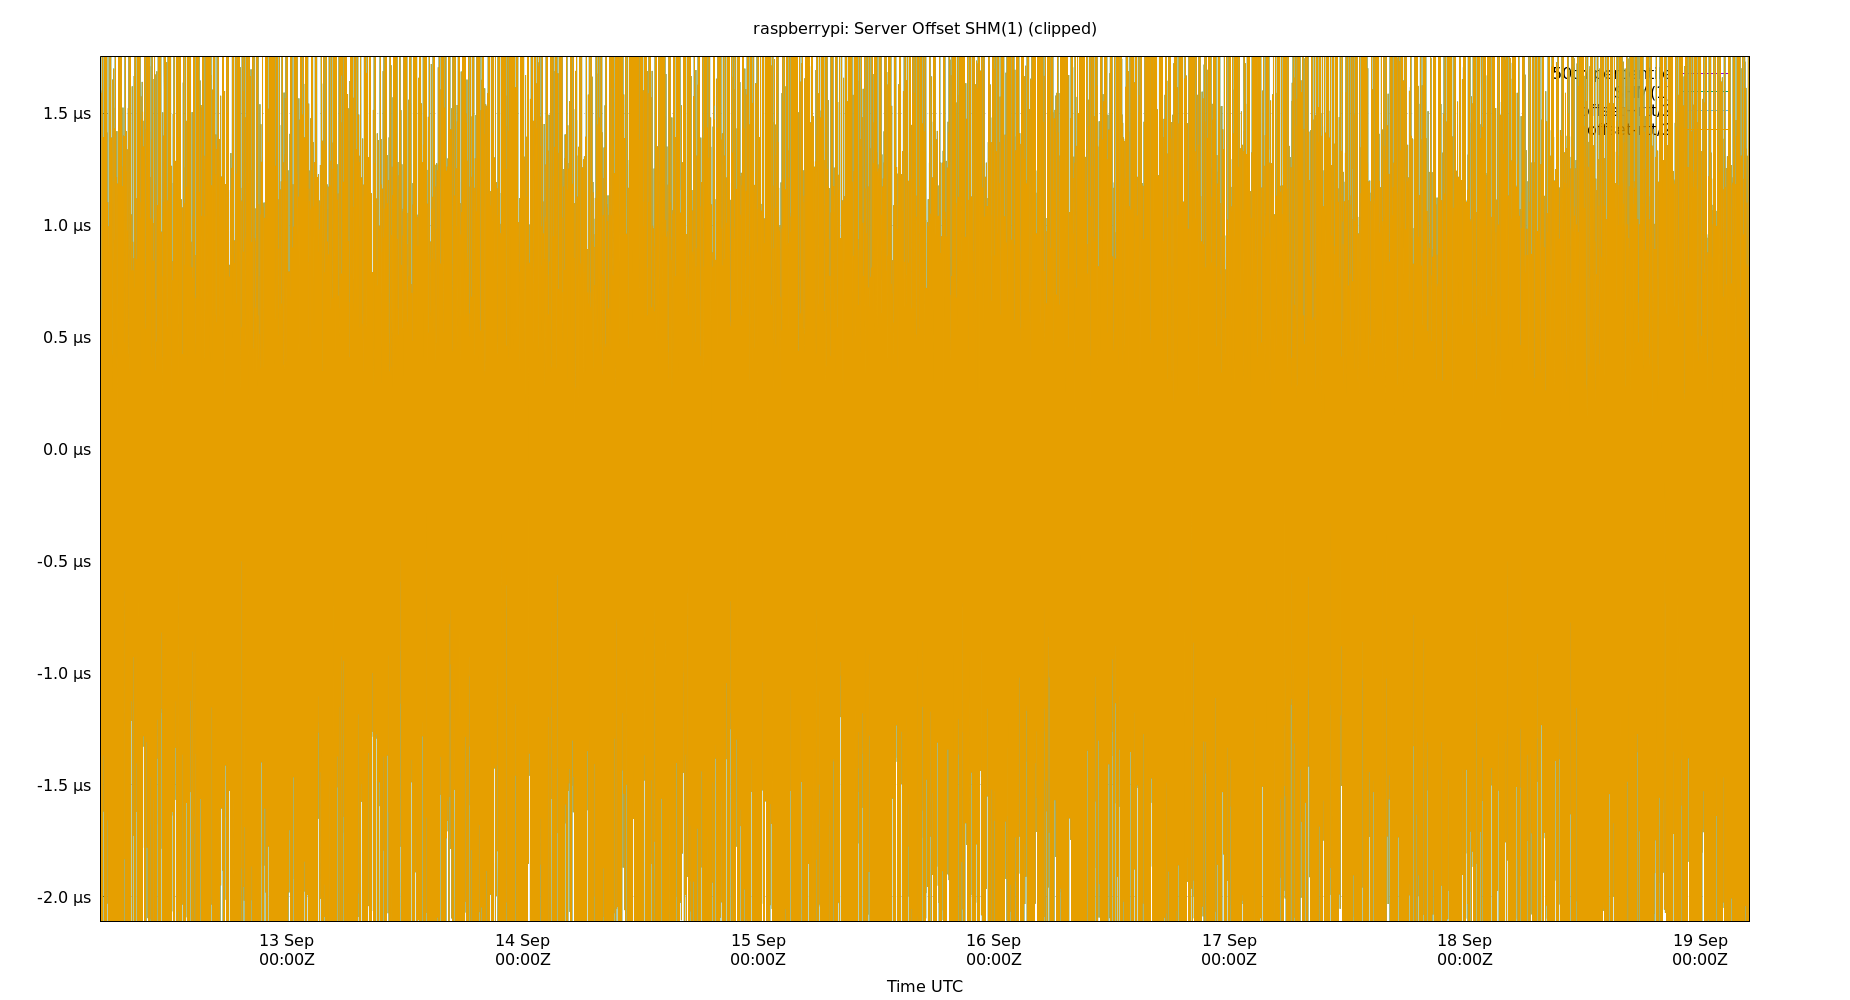 raspberrypi: Server Offset SHM(1) (clipped)
1.5 µs
1.0 µs
0.5 µs
0.0 µs
-0.5 µs
-1.0 µs
-1.5 µs
-2.0 µs
13 Sep 14 Sep 15 Sep 16 Sep 17 Sep 18 Sep 19 Sep
00:00Z 00:00Z 00:00Z 00:00Z 00:00Z 00:00Z 00:00Z
Time UTC